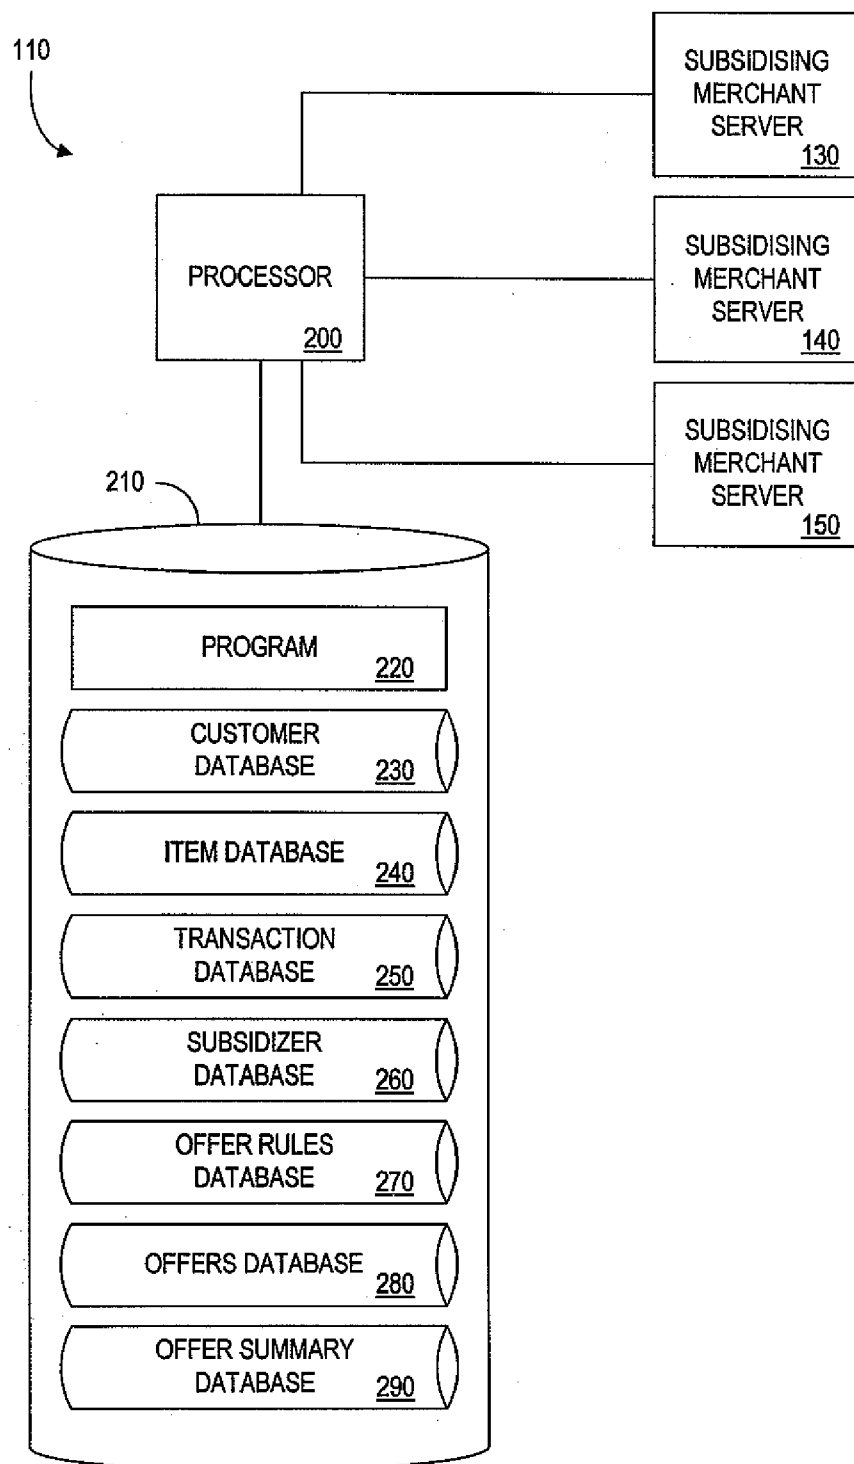 110
SUBSIDISING
MERCHANT
SERVER
130
PROCESSOR
200
SUBSIDISING
MERCHANT
SERVER
140
SUBSIDISING
MERCHANT
SERVER
150
210
PROGRAM
220
CUSTOMER
DATABASE
230
ITEM DATABASE
240
TRANSACTION
DATABASE
250
SUBSIDIZER
DATABASE
260
OFFER RULES
DATABASE
270
OFFERS DATABASE
280
OFFER SUMMARY
DATABASE
290